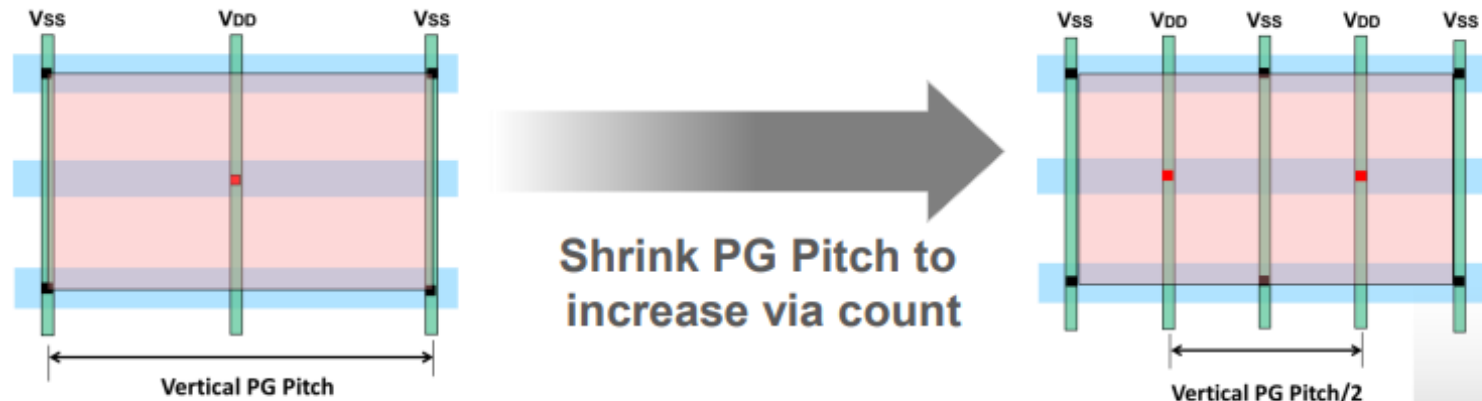 VSS VDD VSS
VSS VDD VSS VDD VSS
Shrink PG Pitch to
increase via count
Vertical PG Pitch
Vertical PG Pitch/2